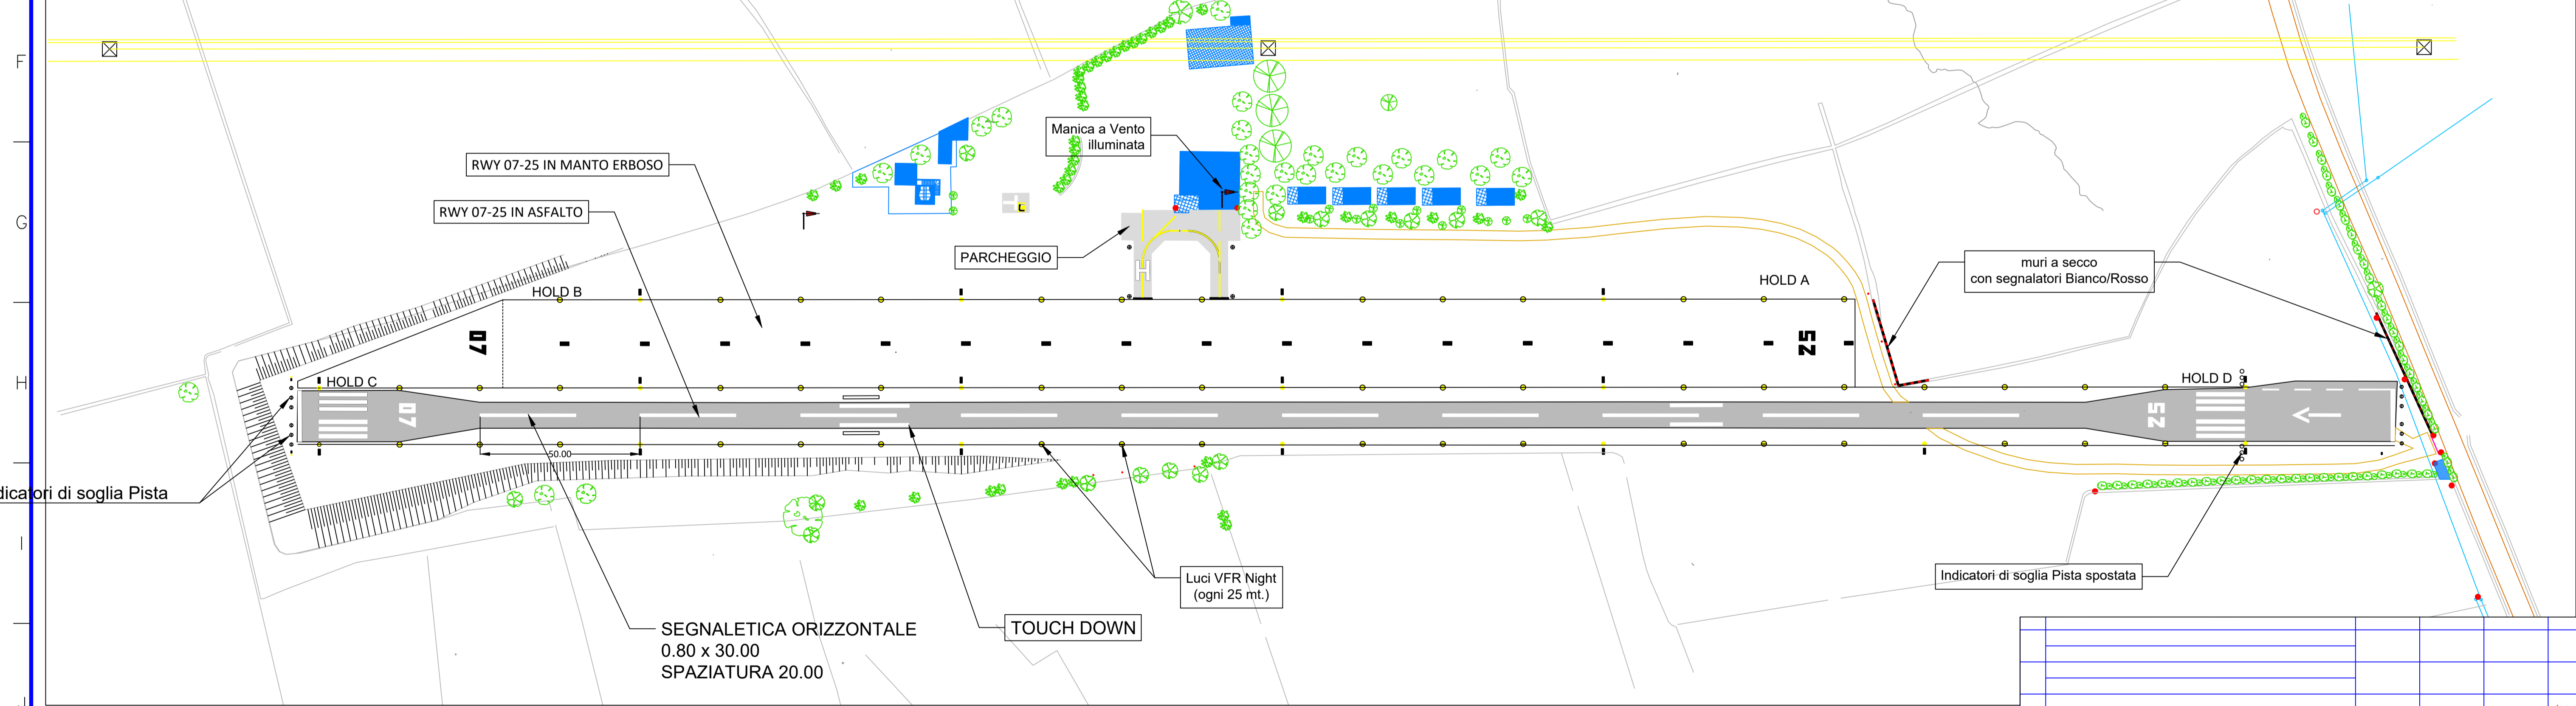 F
Manica a Vento
illuminata
RWY 07-25 IN MANTO ERBOSO
RWY 07-25 IN ASFALTO
G
PARCHEGGIO
H
muri a secco
con segnalatori Bianco/Rosso
HOLD A
HOLD B
07
25
H
HOLD C
HOLD D
07
25
50.00
dicatori di soglia Pista
I
Luci VFR Night
(ogni 25 mt.)
Indicatori di soglia Pista spostata
SEGNALETICA ORIZZONTALE
0.80 x 30.00
SPAZIATURA 20.00
TOUCH DOWN